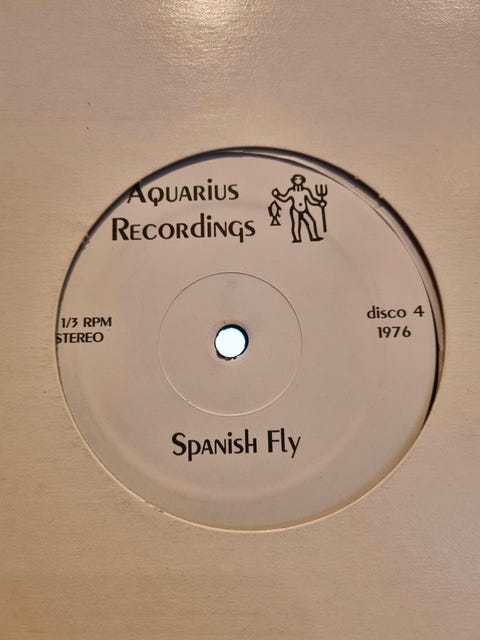 Aquarius
Recordings
1/3 RPM
STEREO
disco 4
1976
Spanish Fly